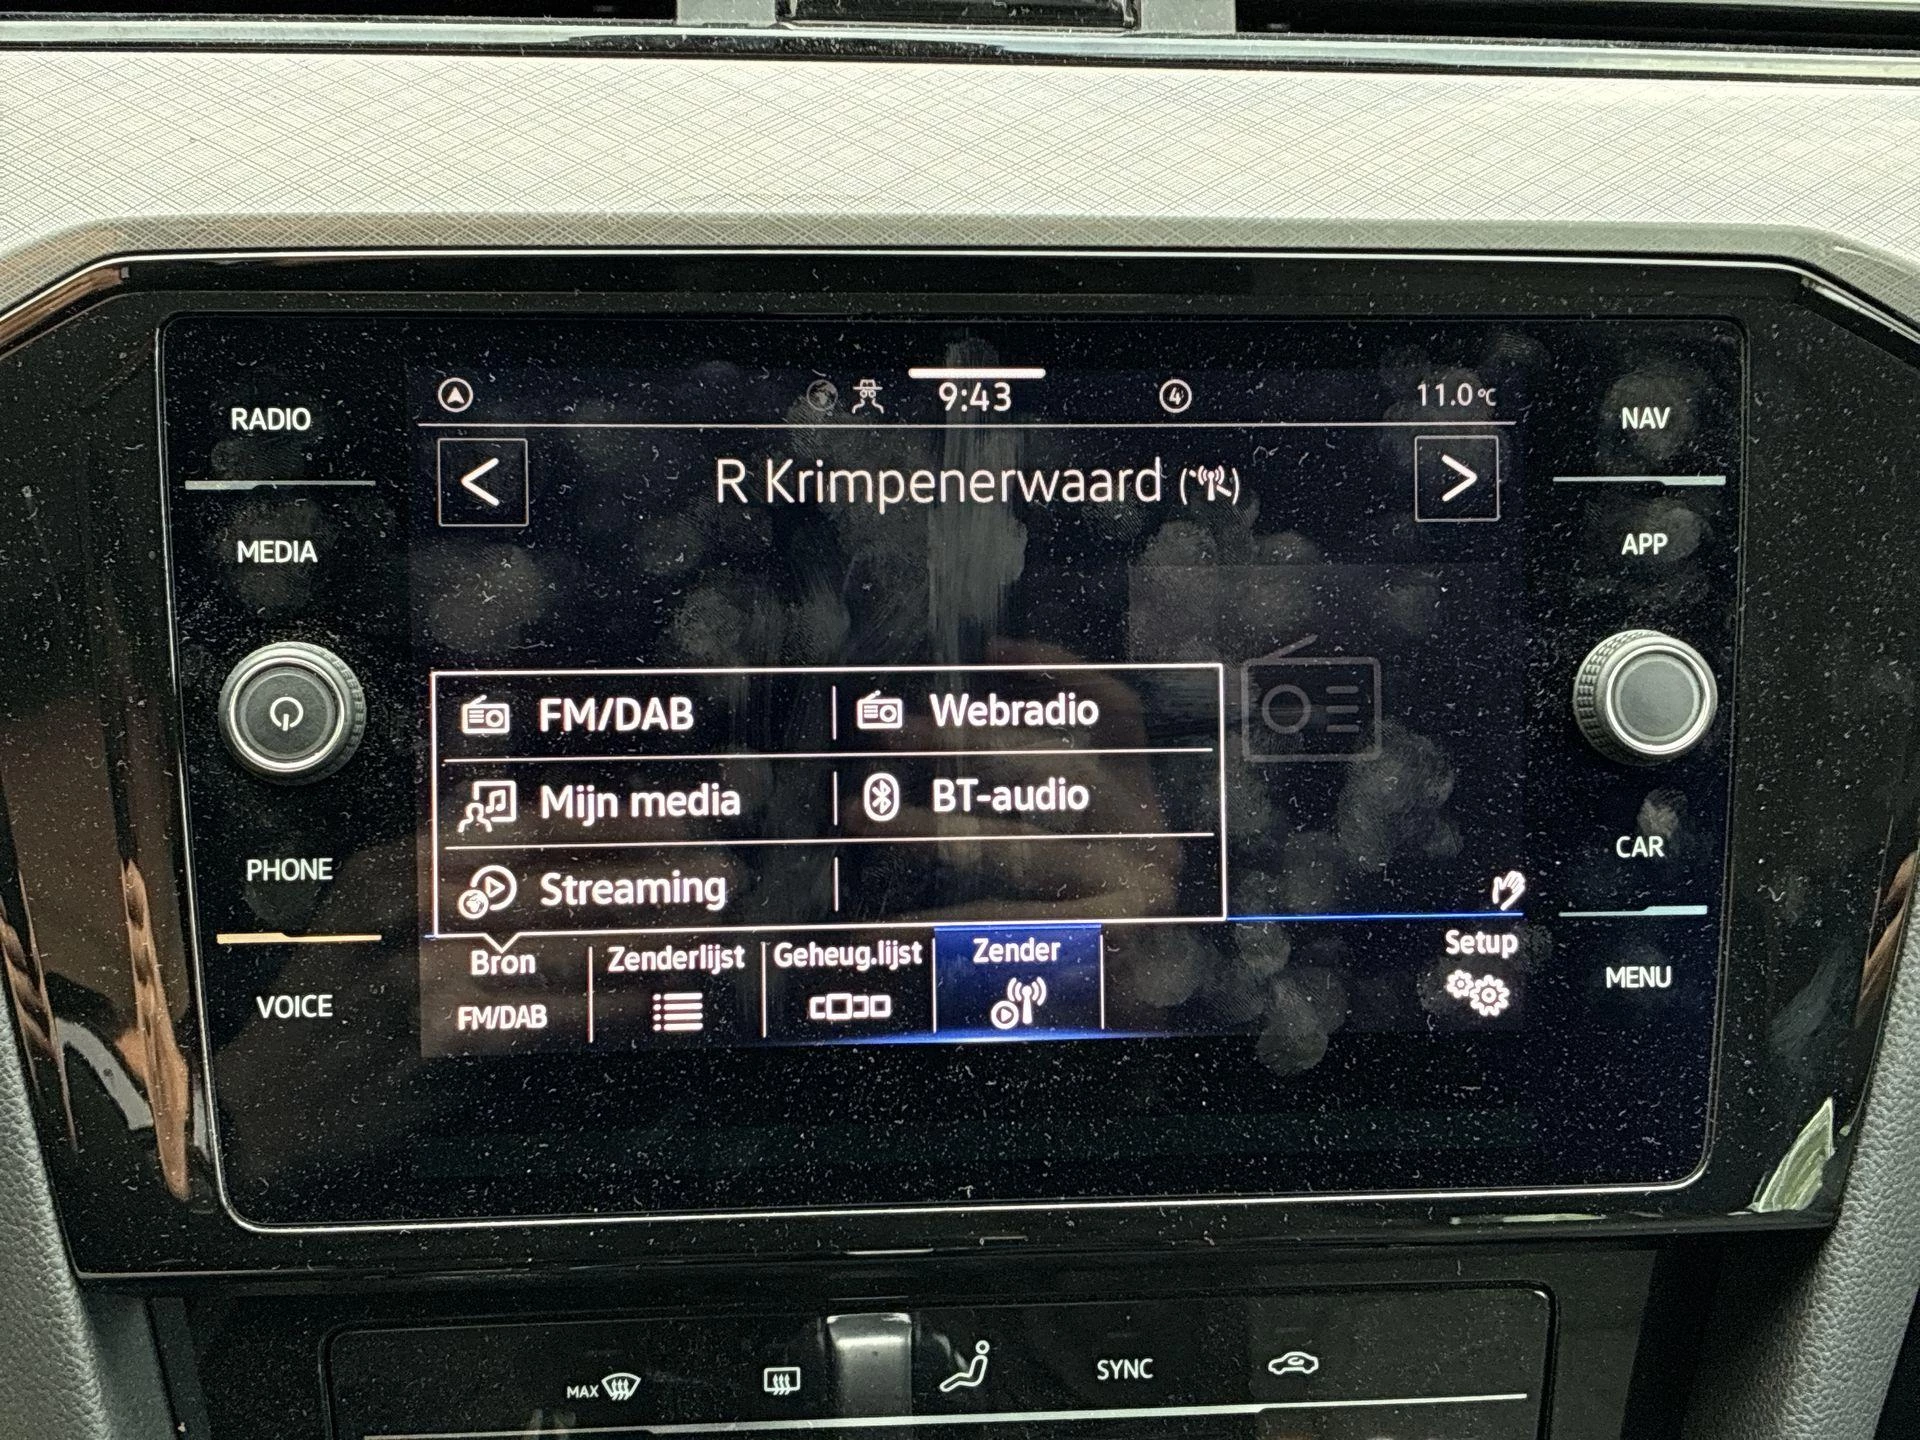 RADIO
MEDIA
PHONE
VOICE
9:43
4
11.0°C
R Krimpenerwaard
FM/DAB
Webradio
Mijn media
BT-audio
Streaming
Bron
FM/DAB
Zenderlijst
Geheug.lijst
Zender
Setup
NAV
APP
CAR
MENU
MAX
SYNC